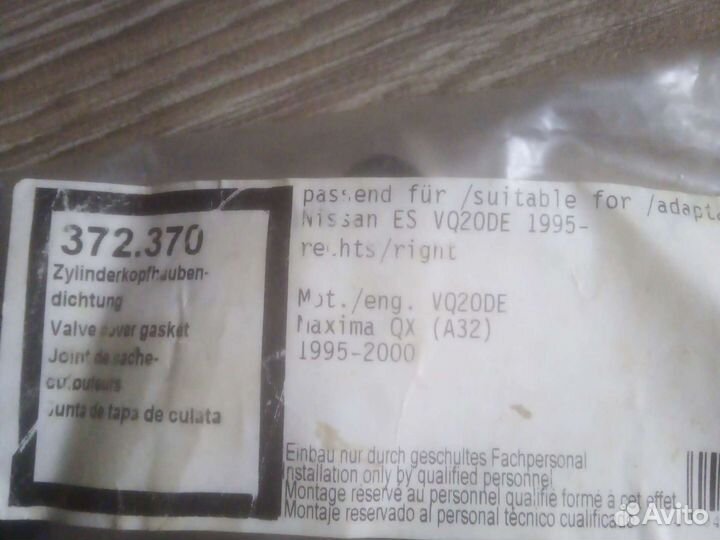 372.370
Zylinderkopfhauben-
dichtung
Valve cover gasket
Joint de cache-
culbuteurs
Junta de tapa de culata
passend für /suitable for /adapt
Nissan ES VQ20DE 1995-
rechts/right
Mot./eng. VQ20DE
Maxima QX (A32)
1995-2000
Einbau nur durch geschultes Fachpersonal
Installation only by qualified personnel
Montage réservé au personnel qualifié formé à cet effet
Montaje reservado al personal técnico cualificado
Avito